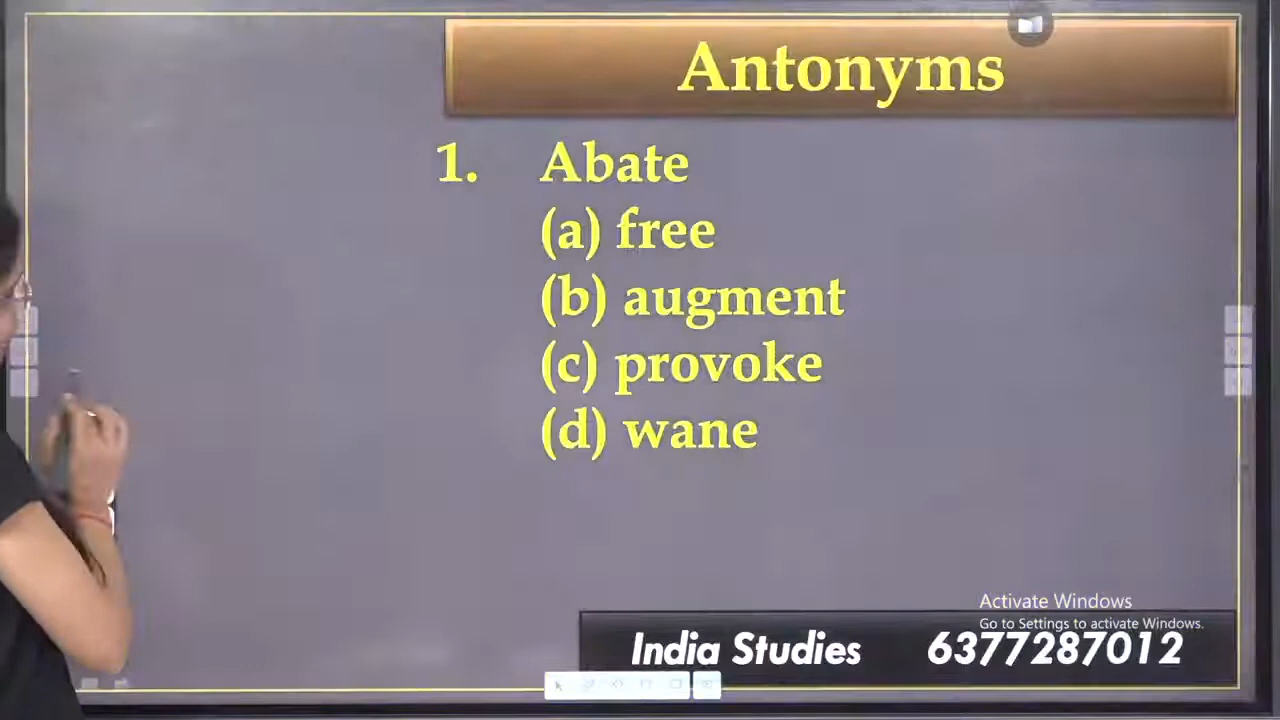 Antonyms
1. Abate
(a) free
(b) augment
(c) provoke
(d) wane
Activate Windows
Go to Settings to activate Windows.
India Studies 6377287012